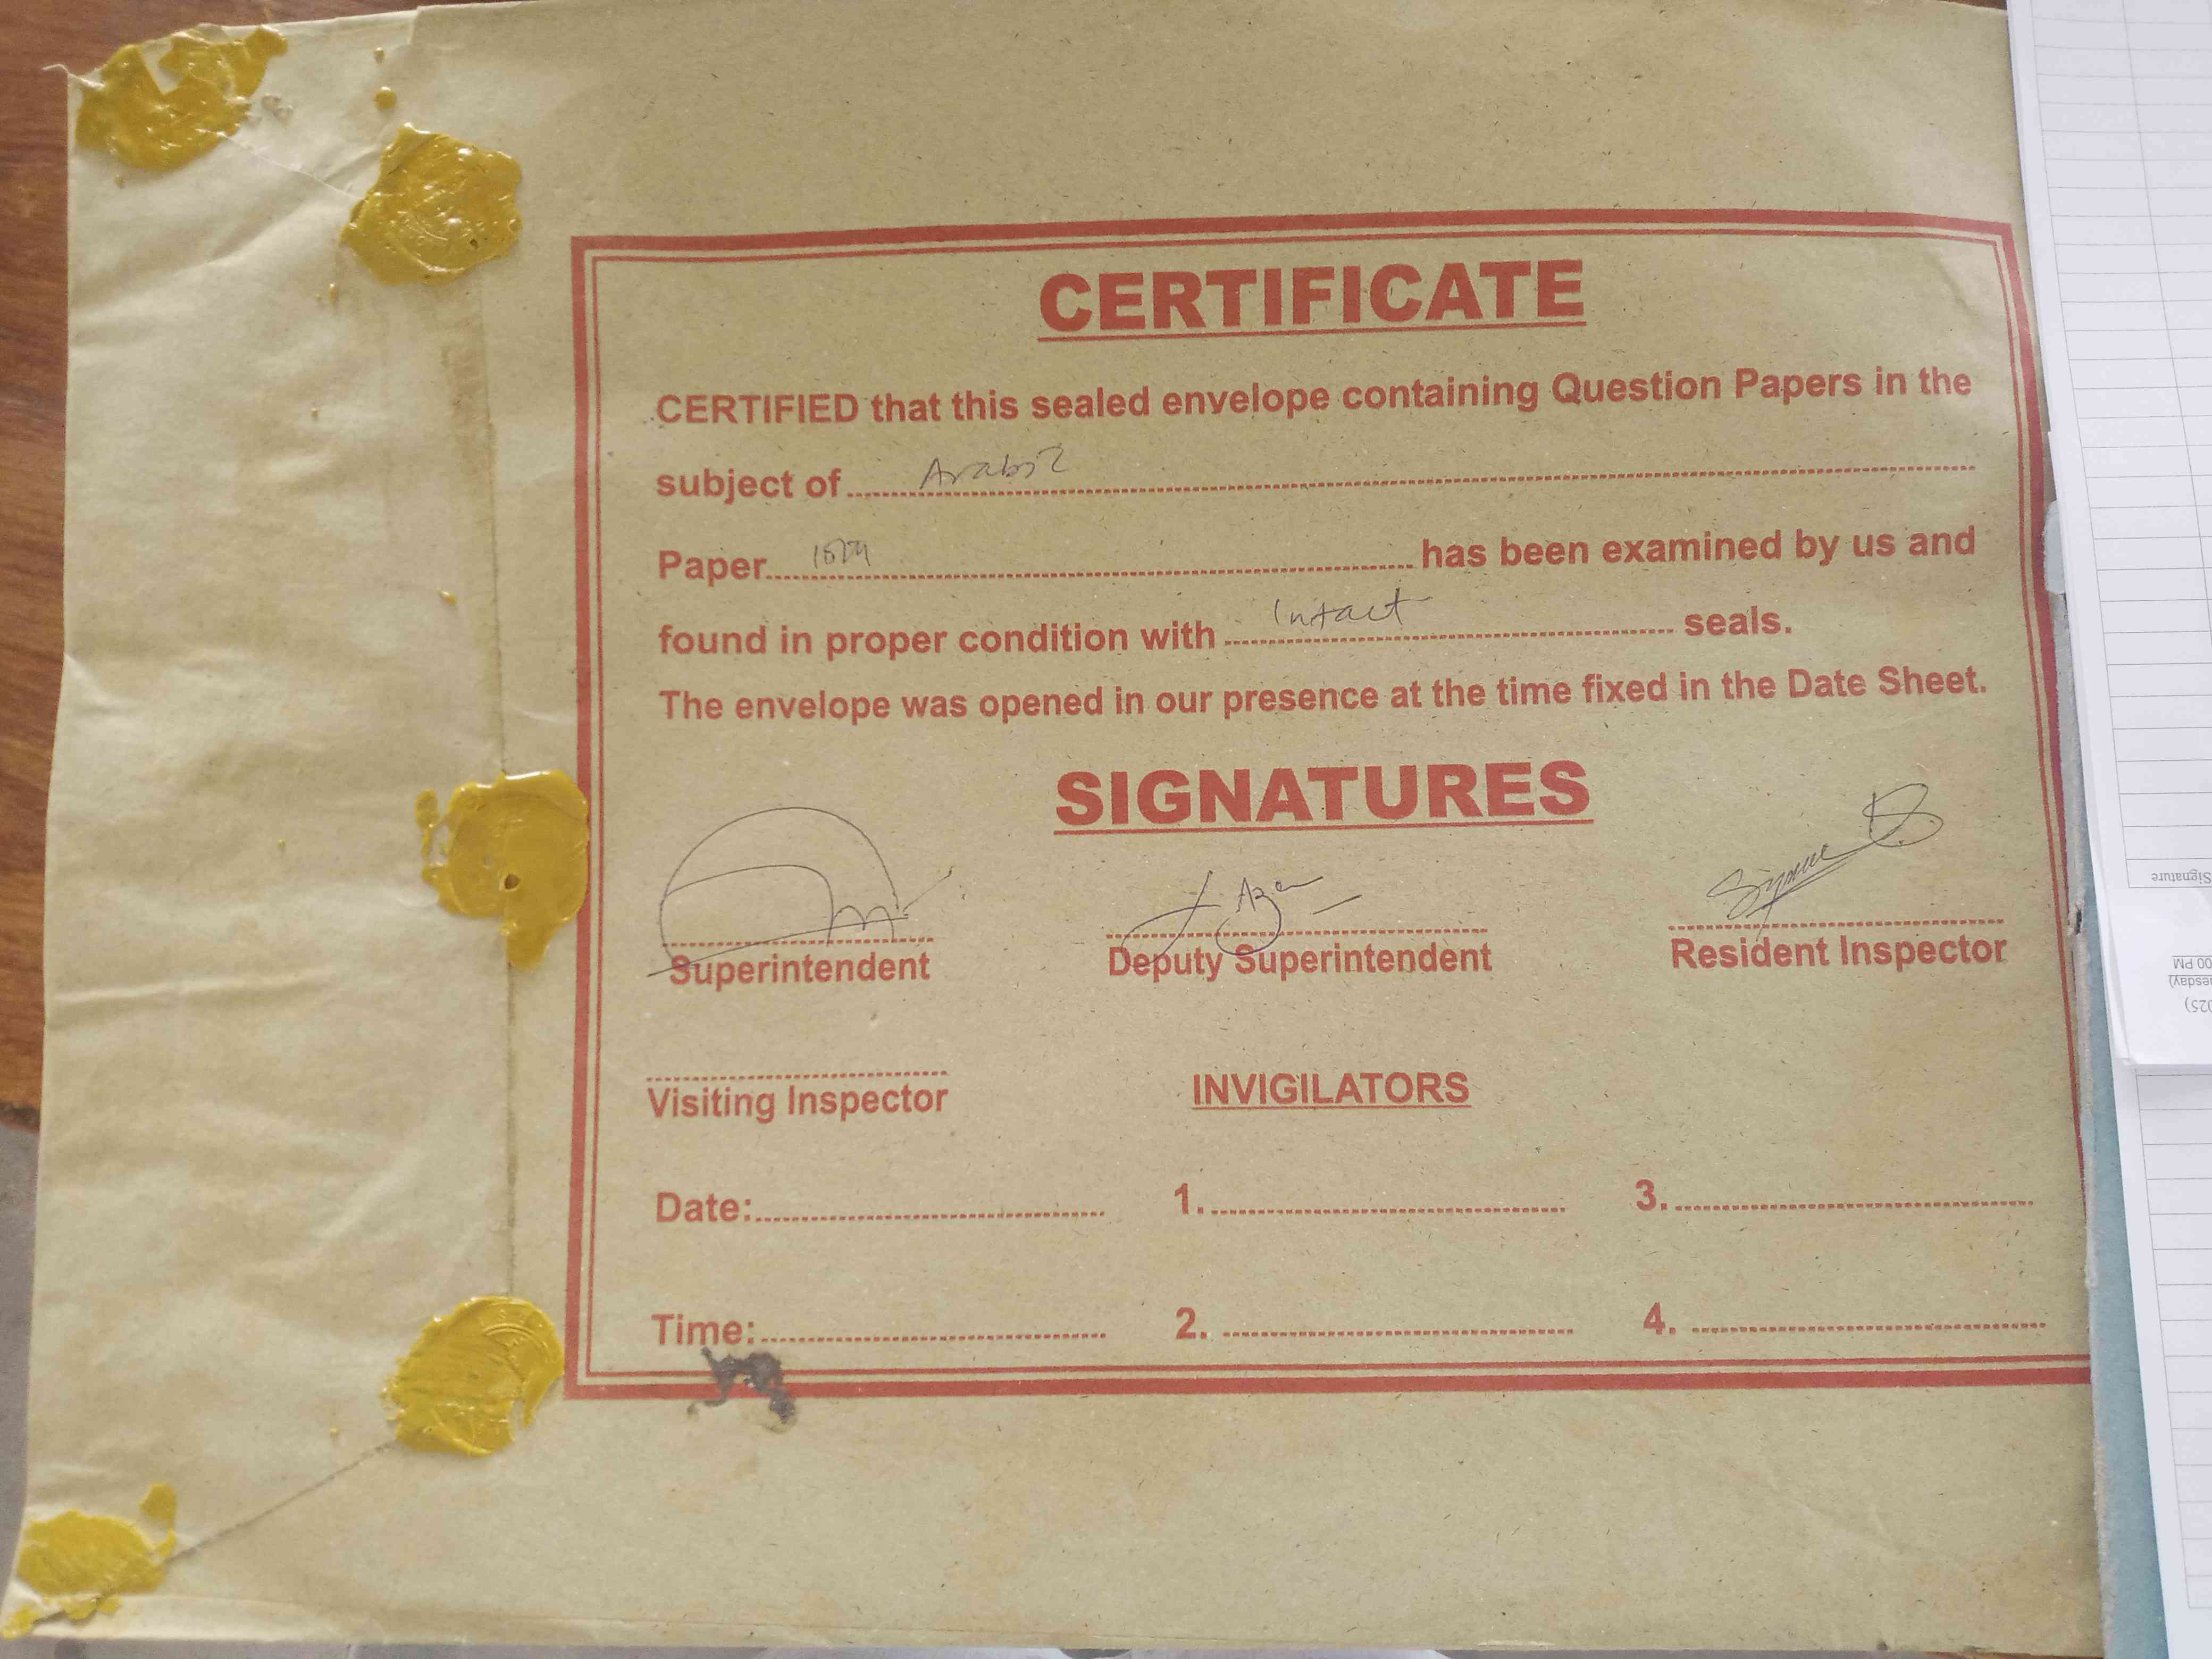 CERTIFICATE
CERTIFIED that this sealed envelope containing Question Papers in the
subject of Arabic
Paper has been examined by us and
found in proper condition with Intact seals.
The envelope was opened in our presence at the time fixed in the Date Sheet.
SIGNATURES
Superintendent Deputy Superintendent Resident Inspector
Visiting Inspector INVIGILATORS
Date: 1. 3.
Time: 2. 4.
Signature